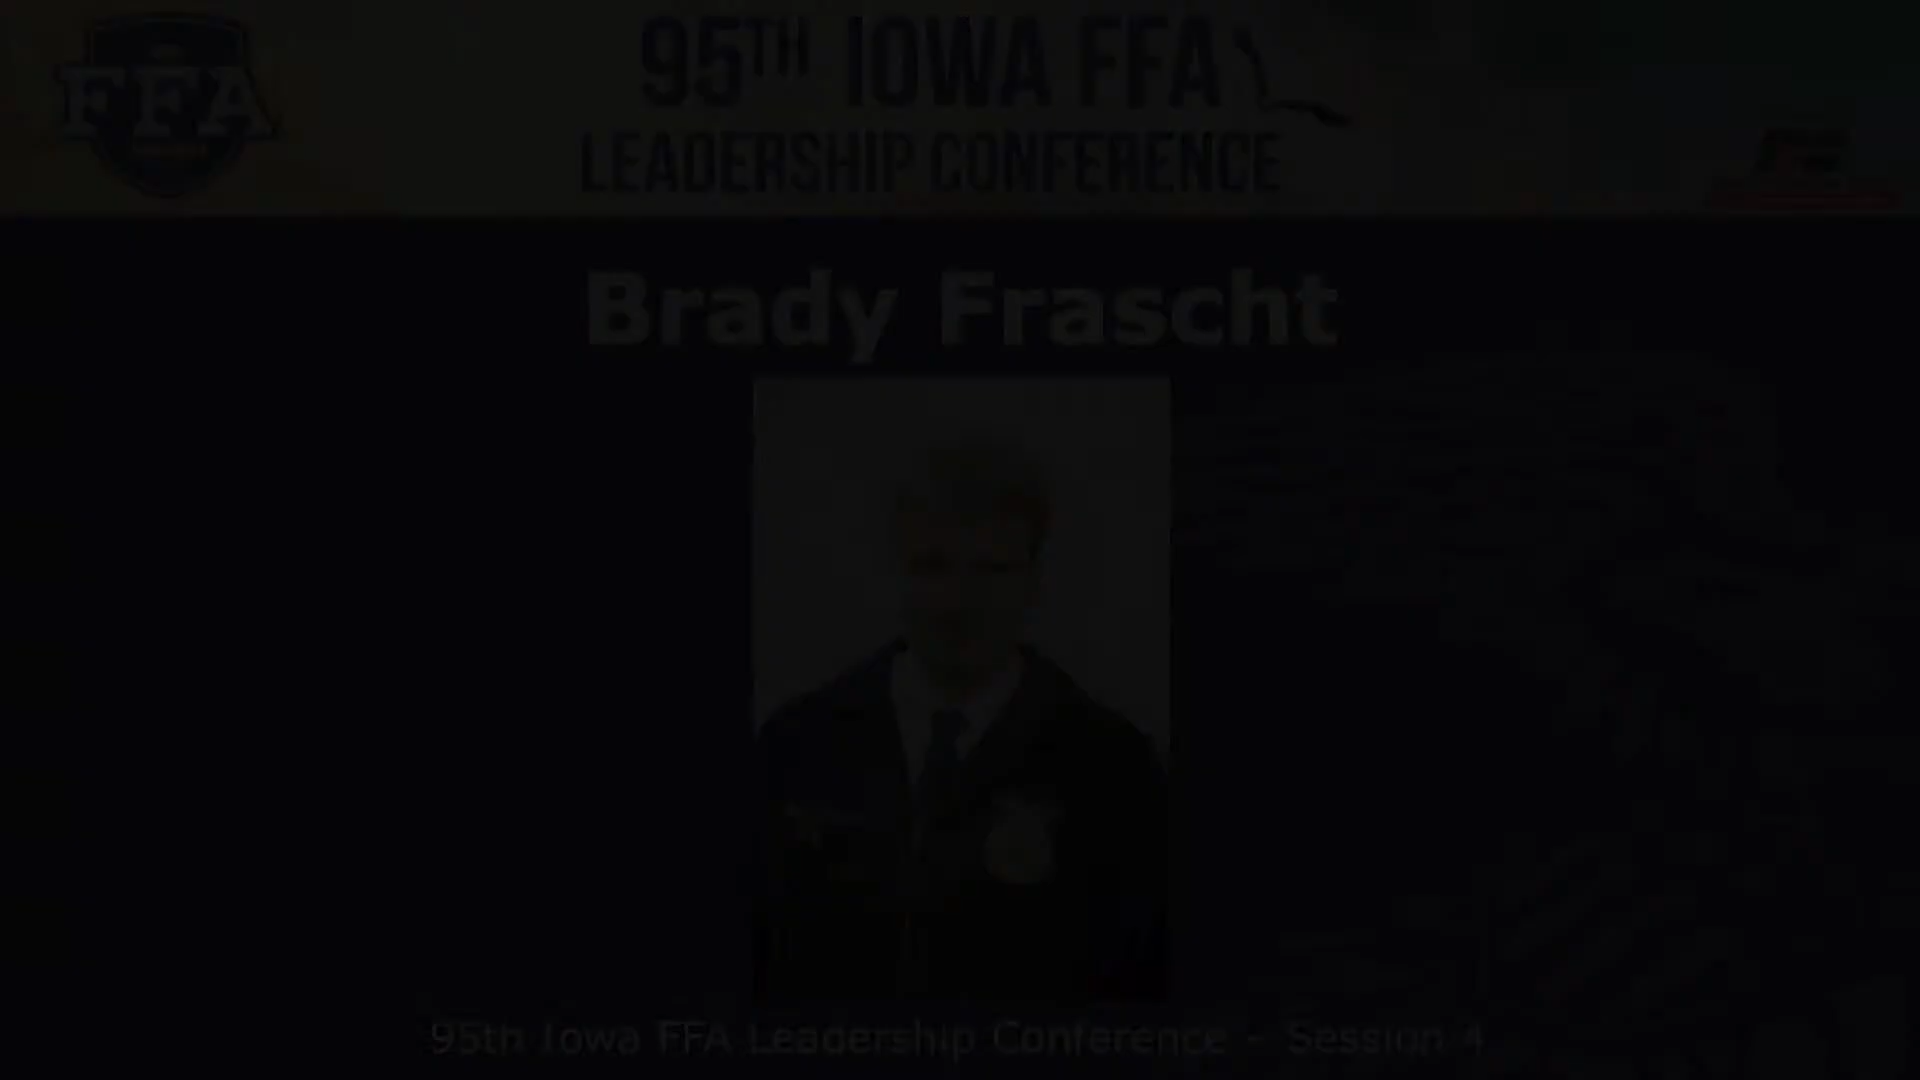 FFA
95TH IOWA FFA
LEADERSHIP CONFERENCE
Brady Frascht
95th Iowa FFA Leadership Conference - Session 4